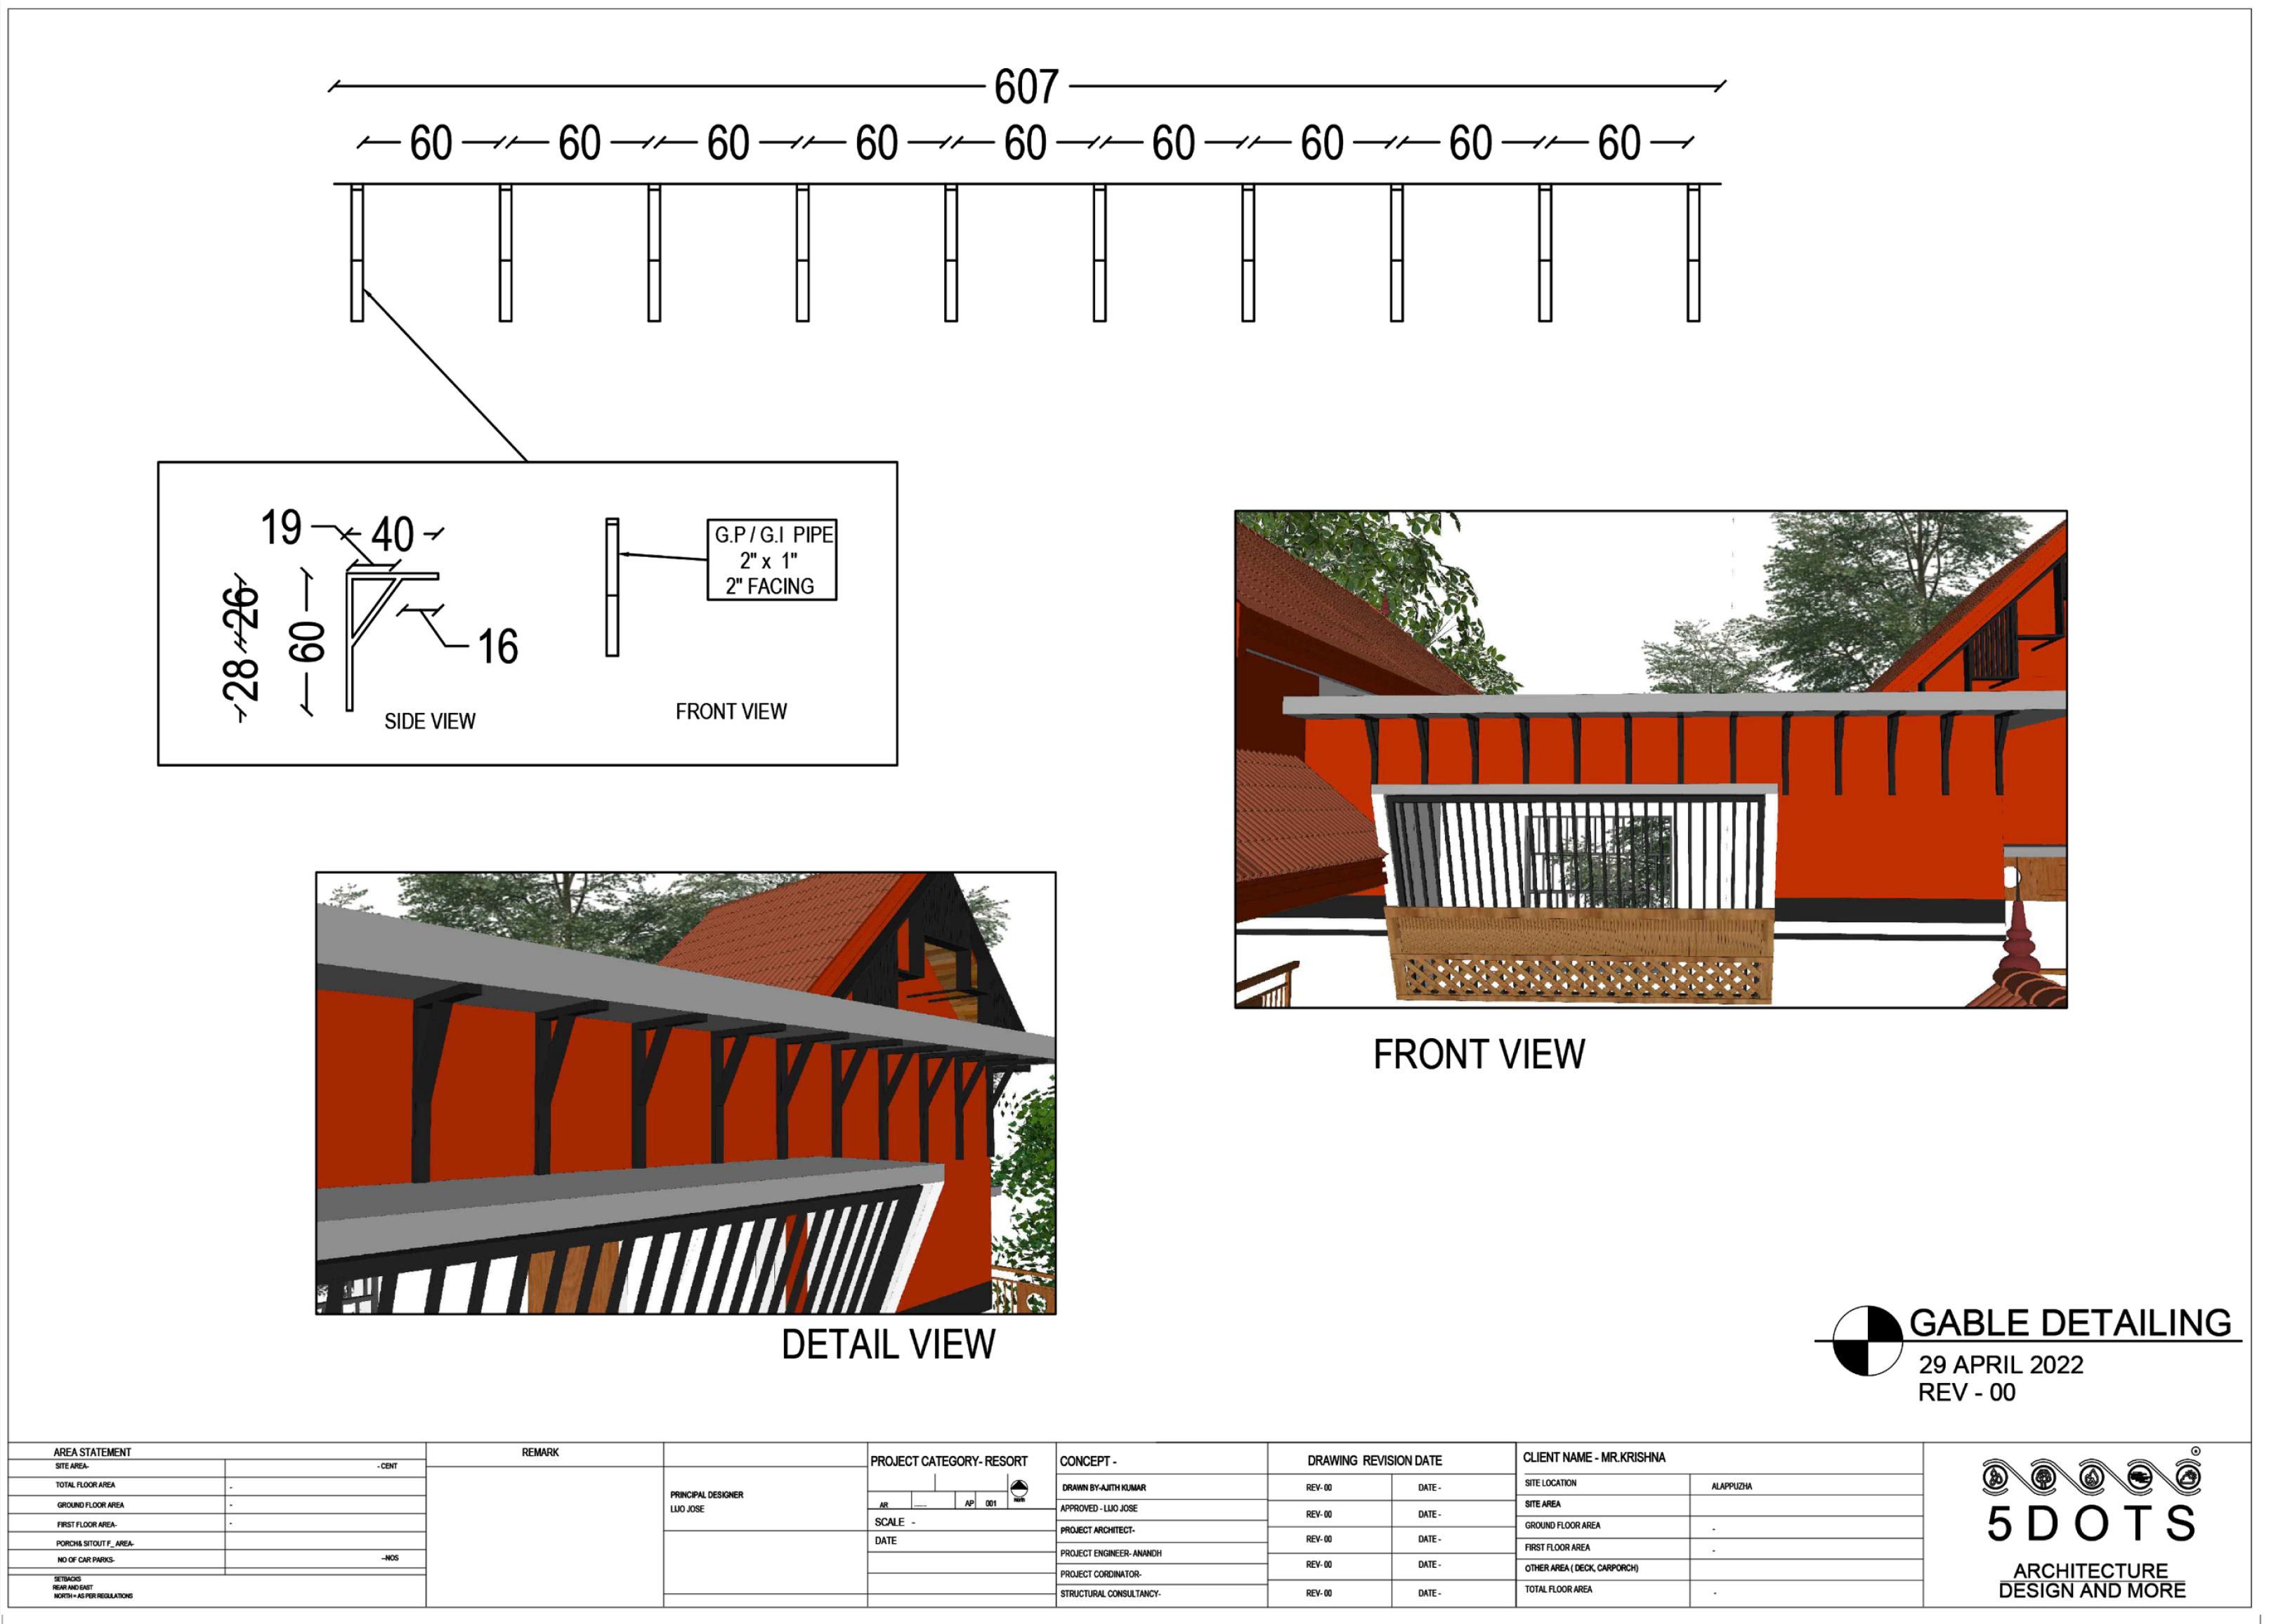 607
60 60 60 60 60 60 60 60 60
19 40
28 26 60
16
SIDE VIEW
FRONT VIEW
G.P / G.I PIPE
2" x 1"
2" FACING
FRONT VIEW
DETAIL VIEW
GABLE DETAILING
29 APRIL 2022
REV - 00
AREA STATEMENT
SITE AREA- - CENT
TOTAL FLOOR AREA -
GROUND FLOOR AREA -
FIRST FLOOR AREA- -
PORCH& SITOUT F_ AREA-
NO OF CAR PARKS- --NOS
SETBACKS
REAR AND EAST
NORTH = AS PER REGULATIONS
REMARK
PRINCIPAL DESIGNER
LIJO JOSE
PROJECT CATEGORY- RESORT
North
AR ---- AP 001
SCALE -
DATE
CONCEPT -
DRAWN BY-AJITH KUMAR
APPROVED - LIJO JOSE
PROJECT ARCHITECT-
PROJECT ENGINEER- ANANDH
PROJECT CORDINATOR-
STRUCTURAL CONSULTANCY-
DRAWING REVISION DATE
REV- 00 DATE -
REV- 00 DATE -
REV- 00 DATE -
REV- 00 DATE -
REV- 00 DATE -
CLIENT NAME - MR.KRISHNA
SITE LOCATION ALAPPUZHA
SITE AREA
GROUND FLOOR AREA -
FIRST FLOOR AREA -
OTHER AREA ( DECK, CARPORCH)
TOTAL FLOOR AREA -
5 D O T S
ARCHITECTURE
DESIGN AND MORE